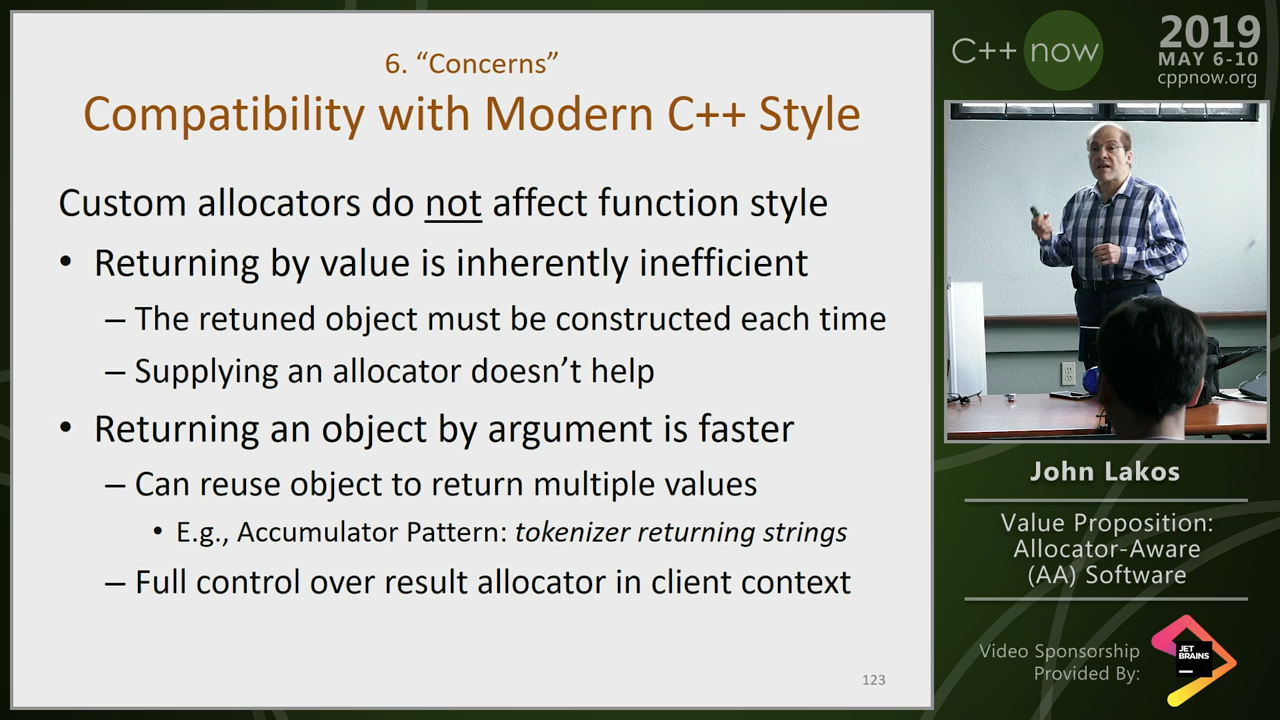 6. “Concerns”
Compatibility with Modern C++ Style
Custom allocators do not affect function style
• Returning by value is inherently inefficient
– The retuned object must be constructed each time
– Supplying an allocator doesn’t help
• Returning an object by argument is faster
– Can reuse object to return multiple values
• E.g., Accumulator Pattern: tokenizer returning strings
– Full control over result allocator in client context
123
C++ now
2019
MAY 6-10
cppnow.org
John Lakos
Value Proposition:
Allocator-Aware
(AA) Software
Video Sponsorship
Provided By:
JET
BRAINS